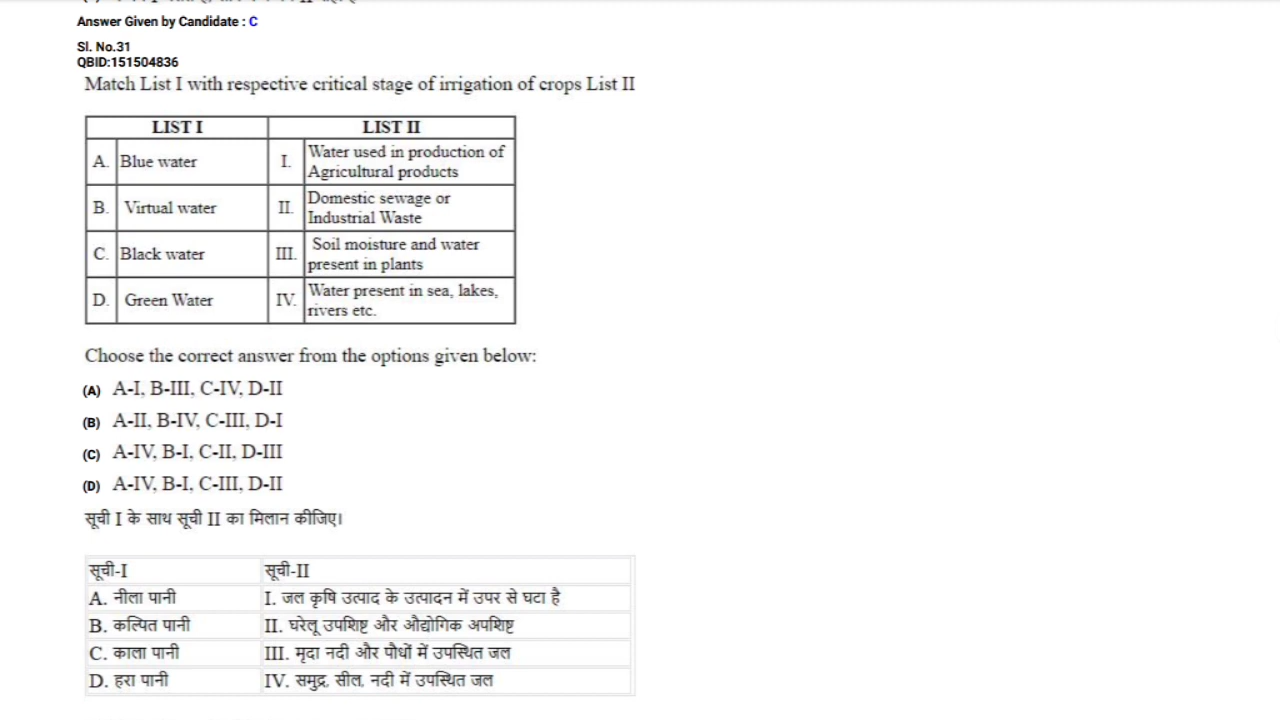 Answer Given by Candidate : C
Sl. No.31
QBID:151504836
Match List I with respective critical stage of irrigation of crops List II
LIST I LIST II
A. Blue water I. Water used in production of Agricultural products
B. Virtual water II. Domestic sewage or Industrial Waste
C. Black water III. Soil moisture and water present in plants
D. Green Water IV. Water present in sea, lakes, rivers etc.
Choose the correct answer from the options given below:
(A) A-I, B-III, C-IV, D-II
(B) A-II, B-IV, C-III, D-I
(C) A-IV, B-I, C-II, D-III
(D) A-IV, B-I, C-III, D-II
सूची I के साथ सूची II का मिलान कीजिए।
सूची-I सूची-II
A. नीला पानी I. जल कृषि उत्पाद के उत्पादन में उपर से घटा है
B. कल्पित पानी II. घरेलू उपशिष्ट और औद्योगिक अपशिष्ट
C. काला पानी III. मृदा नदी और पौधों में उपस्थित जल
D. हरा पानी IV. समुद्र, सील, नदी में उपस्थित जल